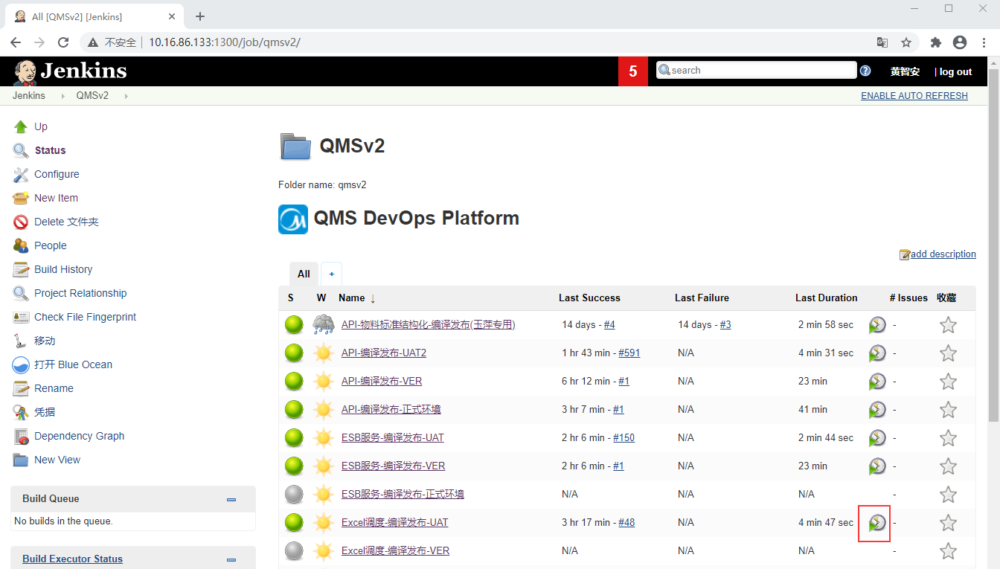 All [QMSv2] [Jenkins]
不安全 10.16.86.133:1300/job/qmsv2/
Jenkins 5 search 黄智安 | log out
Jenkins QMSv2 ENABLE AUTO REFRESH
Up
Status
Configure
New Item
Delete 文件夹
People
Build History
Project Relationship
Check File Fingerprint
移动
打开 Blue Ocean
Rename
凭据
Dependency Graph
New View
Build Queue
No builds in the queue.
Build Executor Status
QMSv2
Folder name: qmsv2
QMS DevOps Platform
add description
All +
S W Name ↓ Last Success Last Failure Last Duration # Issues 收藏
API-物料标准结构化-编译发布(玉萍专用) 14 days - #4 14 days - #3 2 min 58 sec -
API-编译发布-UAT2 1 hr 43 min - #591 N/A 4 min 31 sec -
API-编译发布-VER 6 hr 12 min - #1 N/A 23 min -
API-编译发布-正式环境 3 hr 7 min - #1 N/A 41 min -
ESB服务-编译发布-UAT 2 hr 6 min - #150 N/A 2 min 44 sec -
ESB服务-编译发布-VER 2 hr 6 min - #1 N/A 23 min -
ESB服务-编译发布-正式环境 N/A N/A N/A -
Excel调度-编译发布-UAT 3 hr 17 min - #48 N/A 4 min 47 sec -
Excel调度-编译发布-VER N/A N/A N/A -